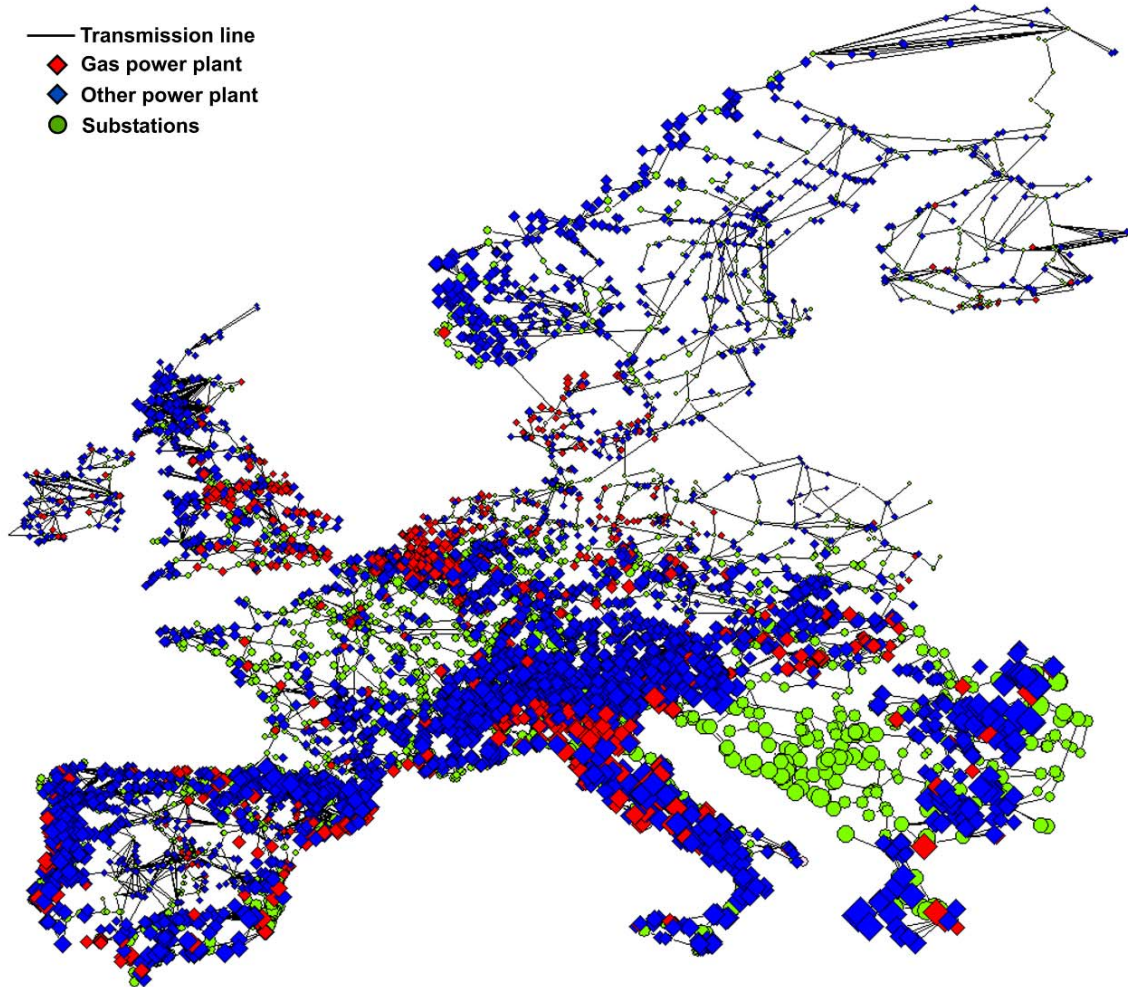 Transmission line
Gas power plant
Other power plant
Substations